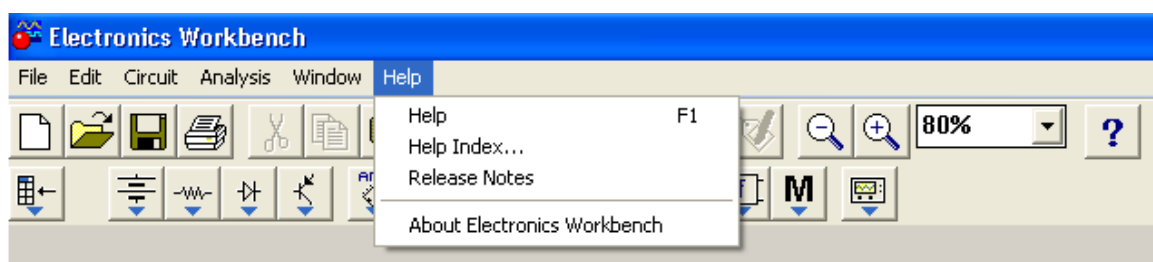 Electronics Workbench
File Edit Circuit Analysis Window Help
Help F1
Help Index...
Release Notes
About Electronics Workbench
80%
?
M